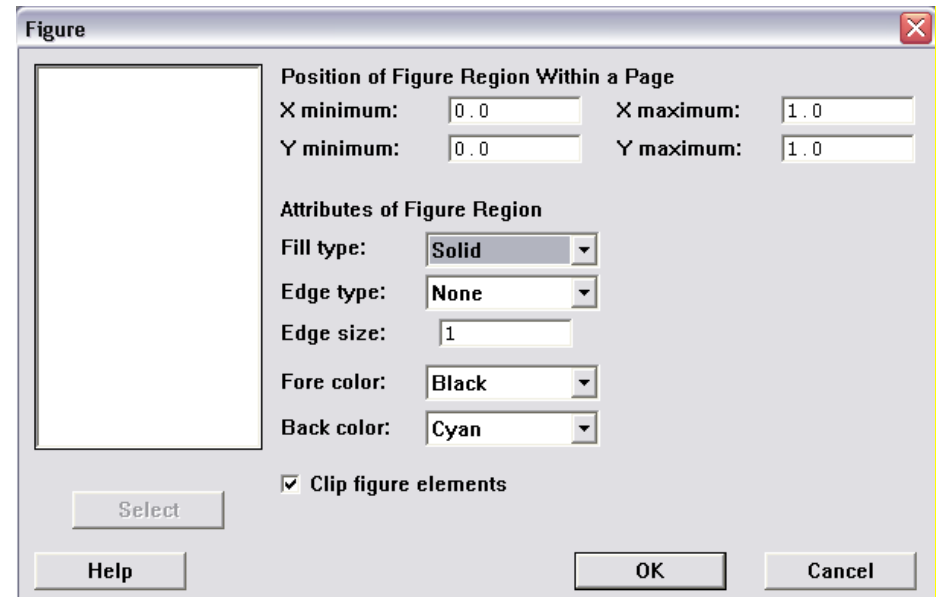 Figure
Position of Figure Region Within a Page
X minimum: 0.0 X maximum: 1.0
Y minimum: 0.0 Y maximum: 1.0
Attributes of Figure Region
Fill type: Solid
Edge type: None
Edge size: 1
Fore color: Black
Back color: Cyan
Clip figure elements
Select
Help OK Cancel